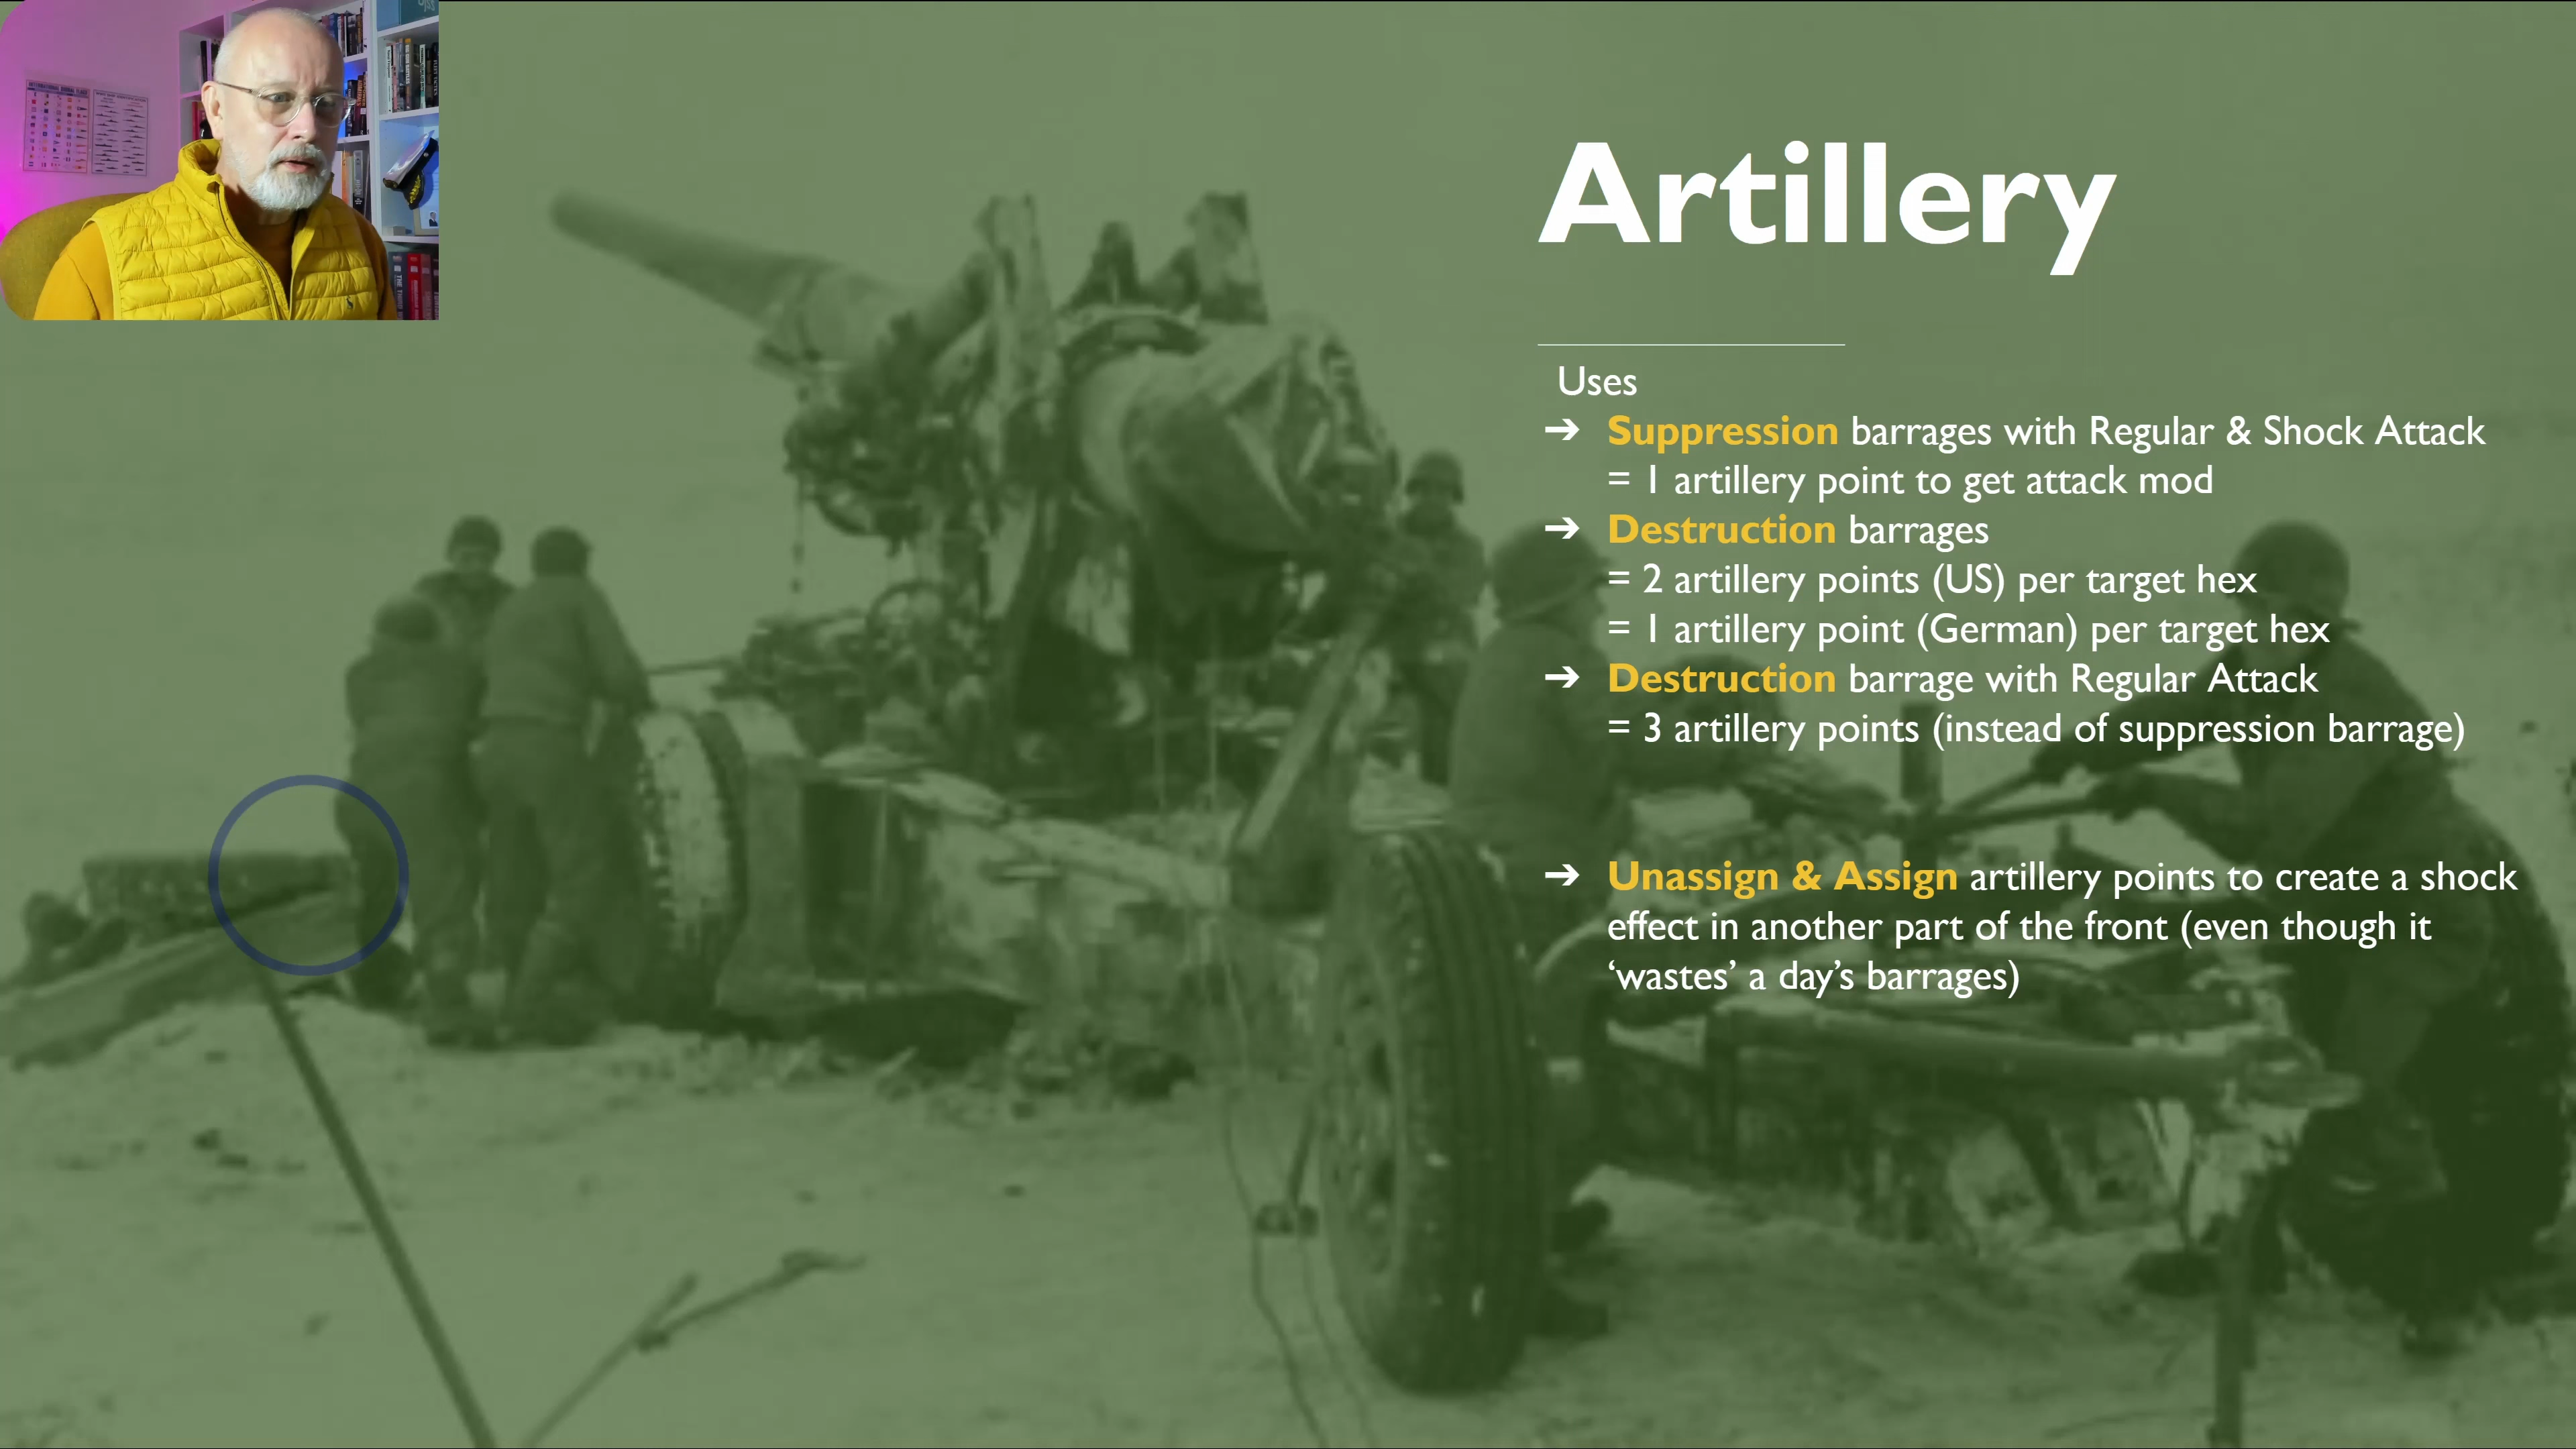 Artillery
Uses
➔ Suppression barrages with Regular & Shock Attack
= 1 artillery point to get attack mod
➔ Destruction barrages
= 2 artillery points (US) per target hex
= 1 artillery point (German) per target hex
➔ Destruction barrage with Regular Attack
= 3 artillery points (instead of suppression barrage)
➔ Unassign & Assign artillery points to create a shock
effect in another part of the front (even though it
‘wastes’ a day’s barrages)